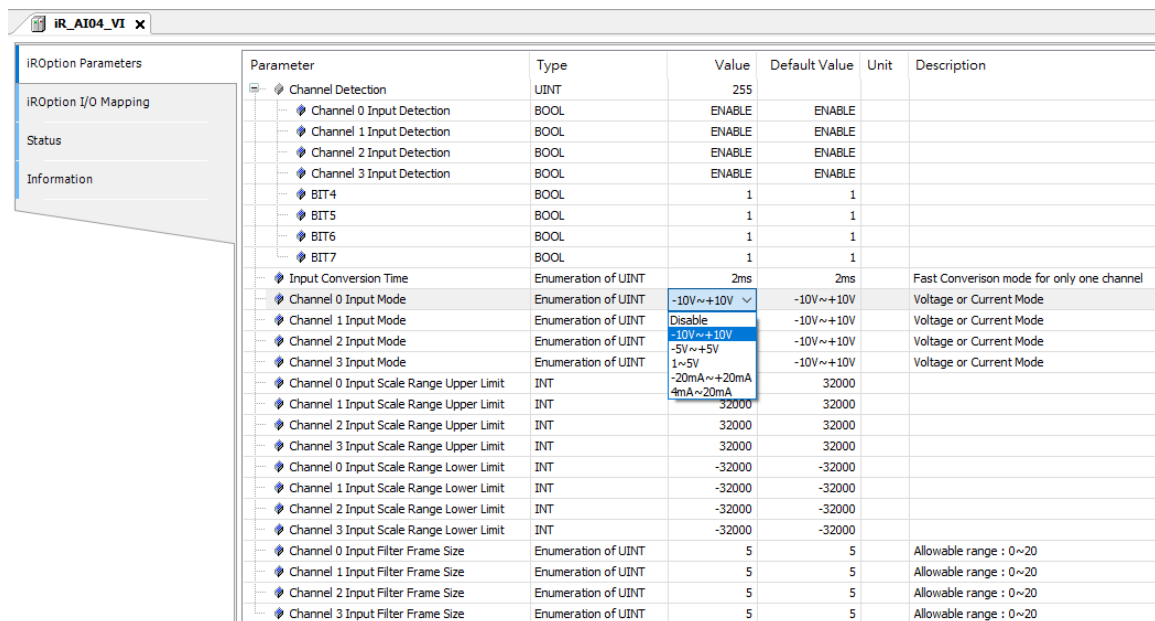 iR_AI04_VI X
iROption Parameters
iROption I/O Mapping
Status
Information
Parameter Type Value Default Value Unit Description
Channel Detection UINT 255
Channel 0 Input Detection BOOL ENABLE ENABLE
Channel 1 Input Detection BOOL ENABLE ENABLE
Channel 2 Input Detection BOOL ENABLE ENABLE
Channel 3 Input Detection BOOL ENABLE ENABLE
BIT4 BOOL 1 1
BIT5 BOOL 1 1
BIT6 BOOL 1 1
BIT7 BOOL 1 1
Input Conversion Time Enumeration of UINT 2ms 2ms Fast Converison mode for only one channel
Channel 0 Input Mode Enumeration of UINT -10V~+10V -10V~+10V Voltage or Current Mode
Channel 1 Input Mode Enumeration of UINT Disable -10V~+10V Voltage or Current Mode
-10V~+10V
Channel 2 Input Mode Enumeration of UINT -5V~+5V -10V~+10V Voltage or Current Mode
Channel 3 Input Mode Enumeration of UINT 1~5V -10V~+10V Voltage or Current Mode
-20mA~+20mA
Channel 0 Input Scale Range Upper Limit INT 4mA~20mA 32000
Channel 1 Input Scale Range Upper Limit INT 32000 32000
Channel 2 Input Scale Range Upper Limit INT 32000 32000
Channel 3 Input Scale Range Upper Limit INT 32000 32000
Channel 0 Input Scale Range Lower Limit INT -32000 -32000
Channel 1 Input Scale Range Lower Limit INT -32000 -32000
Channel 2 Input Scale Range Lower Limit INT -32000 -32000
Channel 3 Input Scale Range Lower Limit INT -32000 -32000
Channel 0 Input Filter Frame Size Enumeration of UINT 5 5 Allowable range : 0~20
Channel 1 Input Filter Frame Size Enumeration of UINT 5 5 Allowable range : 0~20
Channel 2 Input Filter Frame Size Enumeration of UINT 5 5 Allowable range : 0~20
Channel 3 Input Filter Frame Size Enumeration of UINT 5 5 Allowable range : 0~20